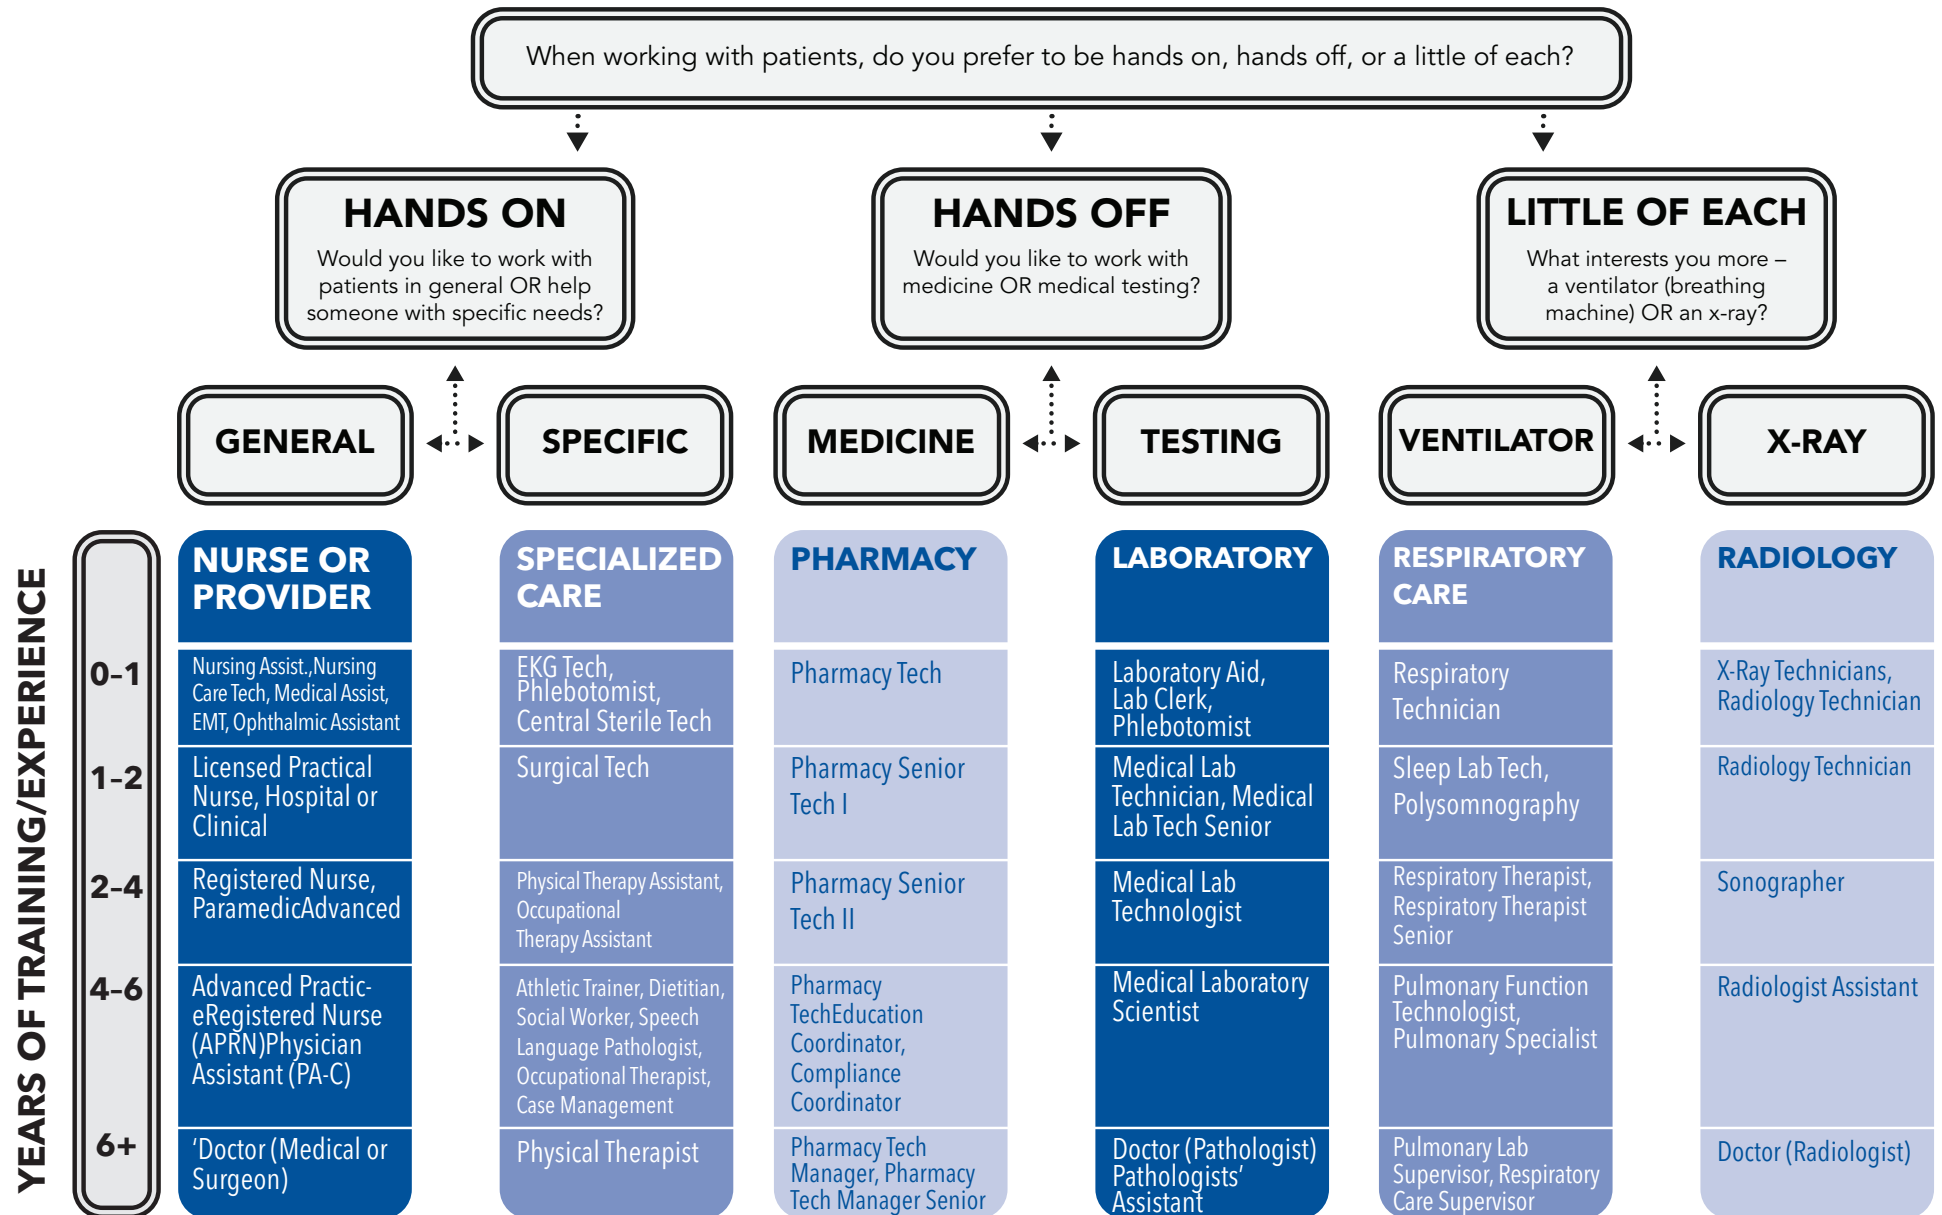 When working with patients, do you prefer to be hands on, hands off, or a little of each?
HANDS ON
Would you like to work with
patients in general OR help
someone with specific needs?
HANDS OFF
Would you like to work with
medicine OR medical testing?
LITTLE OF EACH
What interests you more –
a ventilator (breathing
machine) OR an x-ray?
GENERAL
SPECIFIC
MEDICINE
TESTING
VENTILATOR
X-RAY
YEARS OF TRAINING/EXPERIENCE
0–1
1–2
2–4
4–6
6+
NURSE OR
PROVIDER
Nursing Assist.,Nursing
Care Tech, Medical Assist,
EMT, Ophthalmic Assistant
Licensed Practical
Nurse, Hospital or
Clinical
Registered Nurse,
ParamedicAdvanced
Advanced Practic-
eRegistered Nurse
(APRN)Physician
Assistant (PA-C)
'Doctor (Medical or
Surgeon)
SPECIALIZED
CARE
EKG Tech,
Phlebotomist,
Central Sterile Tech
Surgical Tech
Physical Therapy Assistant,
Occupational
Therapy Assistant
Athletic Trainer, Dietitian,
Social Worker, Speech
Language Pathologist,
Occupational Therapist,
Case Management
Physical Therapist
PHARMACY
Pharmacy Tech
Pharmacy Senior
Tech I
Pharmacy Senior
Tech II
Pharmacy
TechEducation
Coordinator,
Compliance
Coordinator
Pharmacy Tech
Manager, Pharmacy
Tech Manager Senior
LABORATORY
Laboratory Aid,
Lab Clerk,
Phlebotomist
Medical Lab
Technician, Medical
Lab Tech Senior
Medical Lab
Technologist
Medical Laboratory
Scientist
Doctor (Pathologist)
Pathologists'
Assistant
RESPIRATORY
CARE
Respiratory
Technician
Sleep Lab Tech,
Polysomnography
Respiratory Therapist,
Respiratory Therapist
Senior
Pulmonary Function
Technologist,
Pulmonary Specialist
Pulmonary Lab
Supervisor, Respiratory
Care Supervisor
RADIOLOGY
X-Ray Technicians,
Radiology Technician
Radiology Technician
Sonographer
Radiologist Assistant
Doctor (Radiologist)